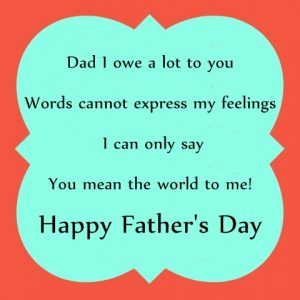 Dad I owe a lot to you
Words cannot express my feelings
I can only say
You mean the world to me!
Happy Father's Day